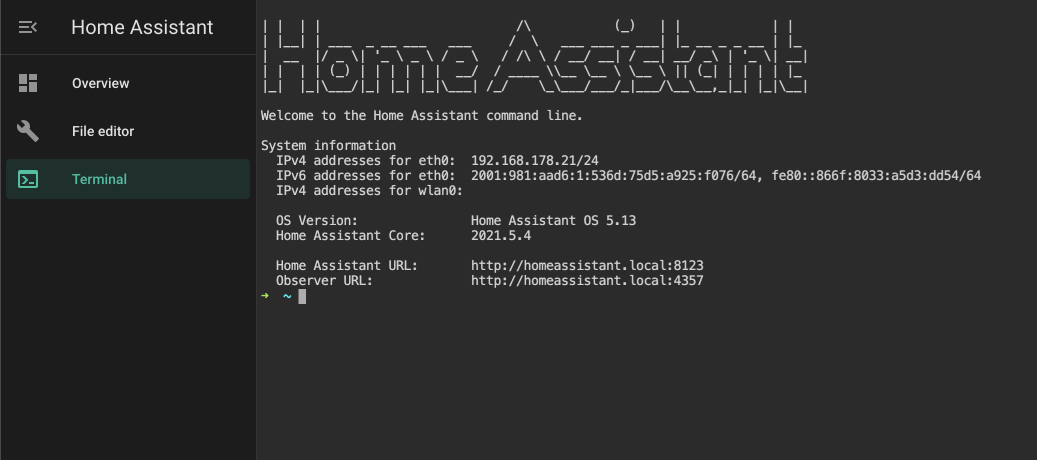 Home Assistant
Overview
File editor
Terminal
Home Assistant
Welcome to the Home Assistant command line.
System information
IPv4 addresses for eth0: 192.168.178.21/24
IPv6 addresses for eth0: 2001:981:aad6:1:536d:75d5:a925:f076/64, fe80::866f:8033:a5d3:dd54/64
IPv4 addresses for wlan0:
OS Version: Home Assistant OS 5.13
Home Assistant Core: 2021.5.4
Home Assistant URL: http://homeassistant.local:8123
Observer URL: http://homeassistant.local:4357
➜ ~